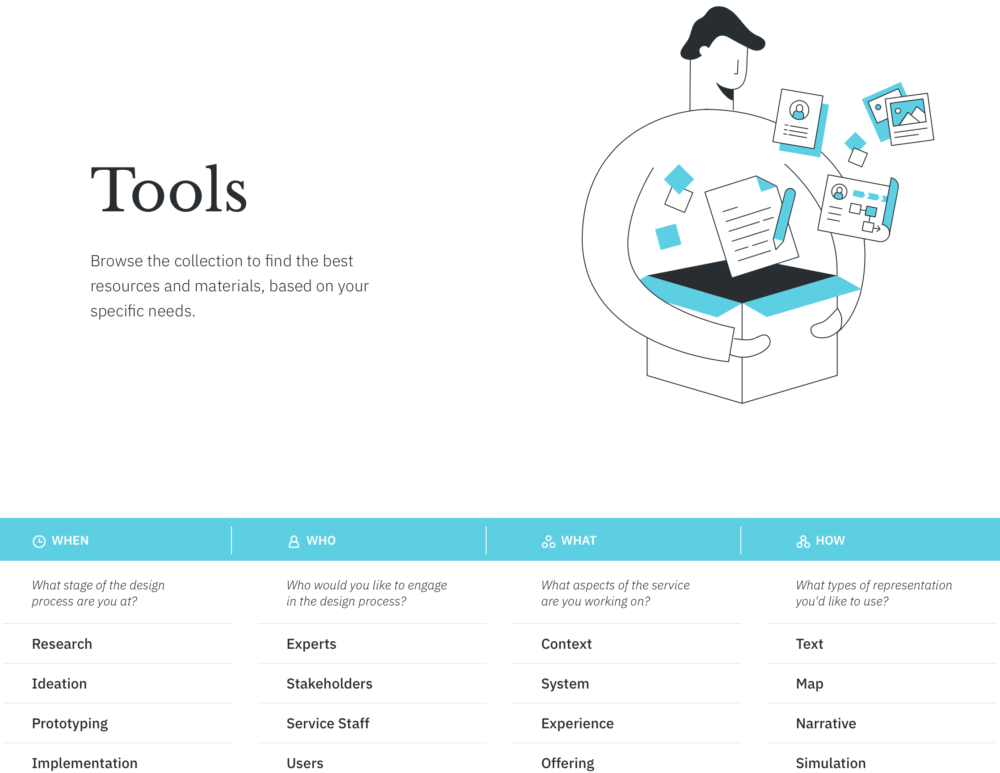 Tools
Browse the collection to find the best
resources and materials, based on your
specific needs.
WHEN
WHO
WHAT
HOW
What stage of the design
process are you at?
Who would you like to engage
in the design process?
What aspects of the service
are you working on?
What types of representation
you'd like to use?
Research
Experts
Context
Text
Ideation
Stakeholders
System
Map
Prototyping
Service Staff
Experience
Narrative
Implementation
Users
Offering
Simulation